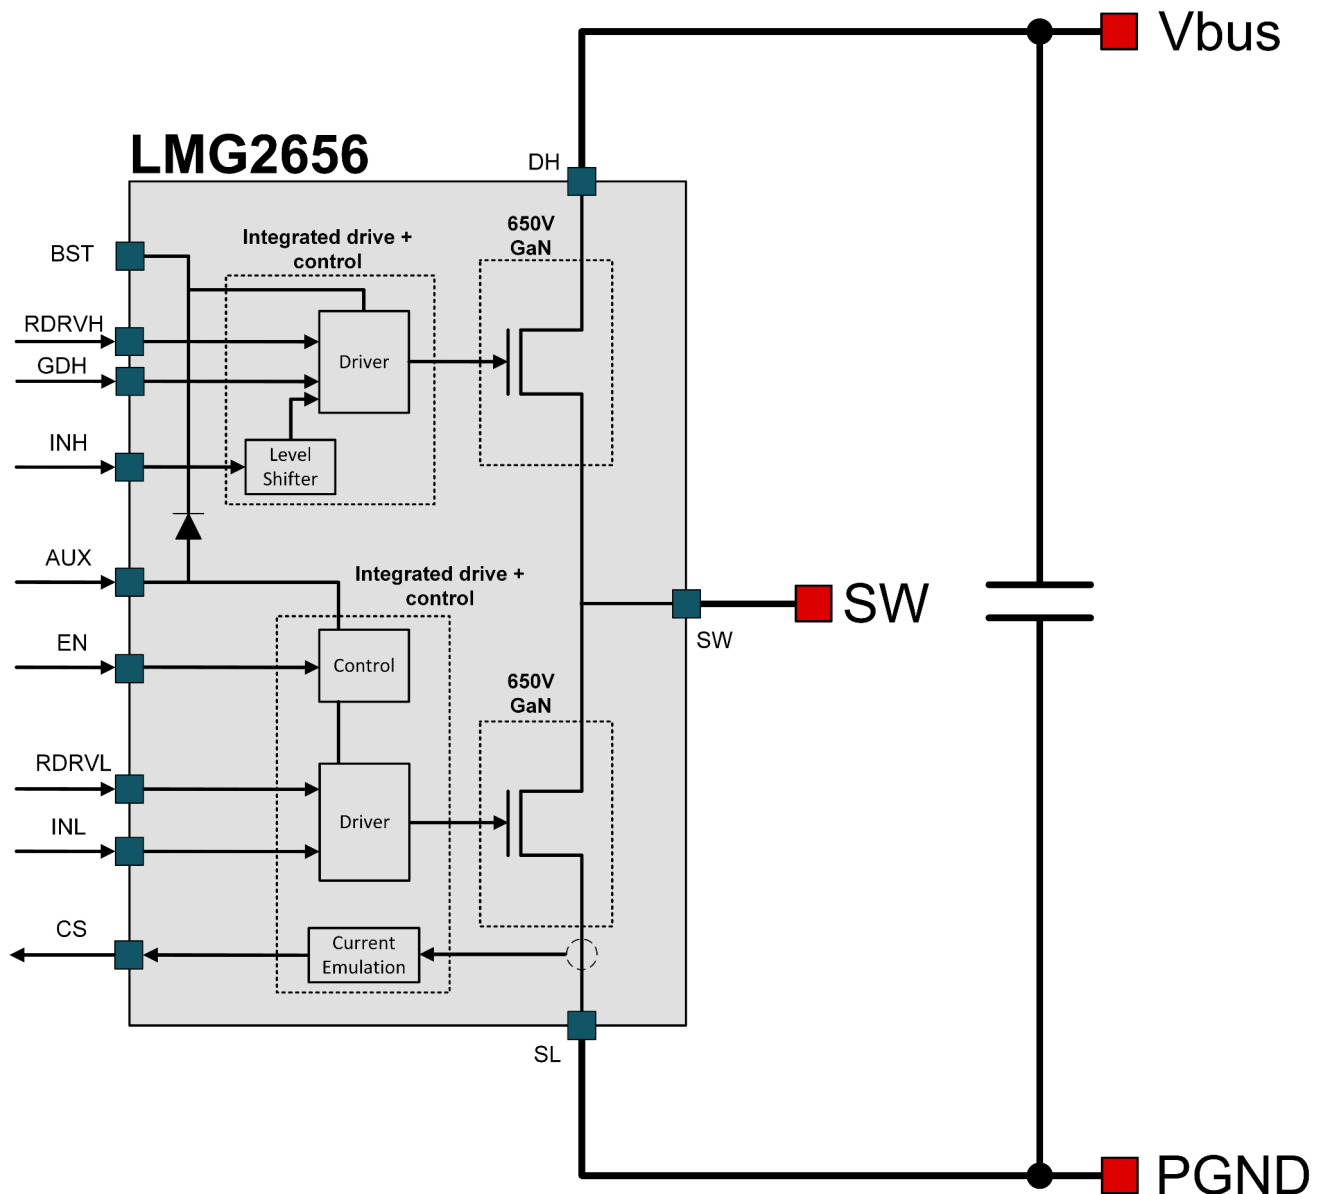 Vbus
LMG2656
DH
650V
GaN
Integrated drive +
control
BST
RDRVH
GDH
Driver
INH
Level
Shifter
AUX
Integrated drive +
control
SW
SW
EN
Control
650V
GaN
RDRVL
INL
Driver
CS
Current
Emulation
SL
PGND